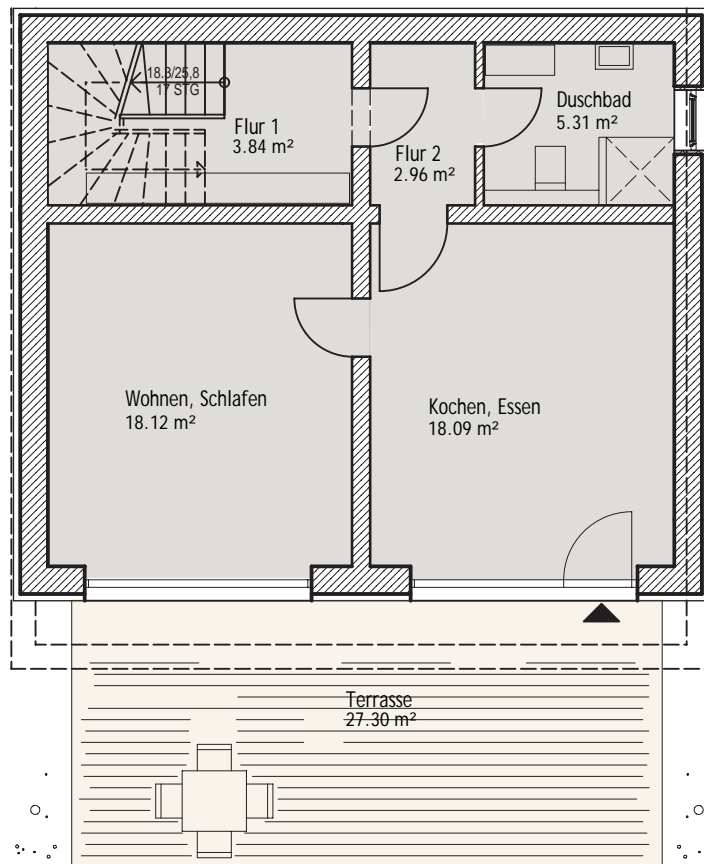 18.3/25,8
17 STG
Flur 1
3.84 m²
Flur 2
2.96 m²
Duschbad
5.31 m²
Wohnen, Schlafen
18.12 m²
Kochen, Essen
18.09 m²
Terrasse
27.30 m²